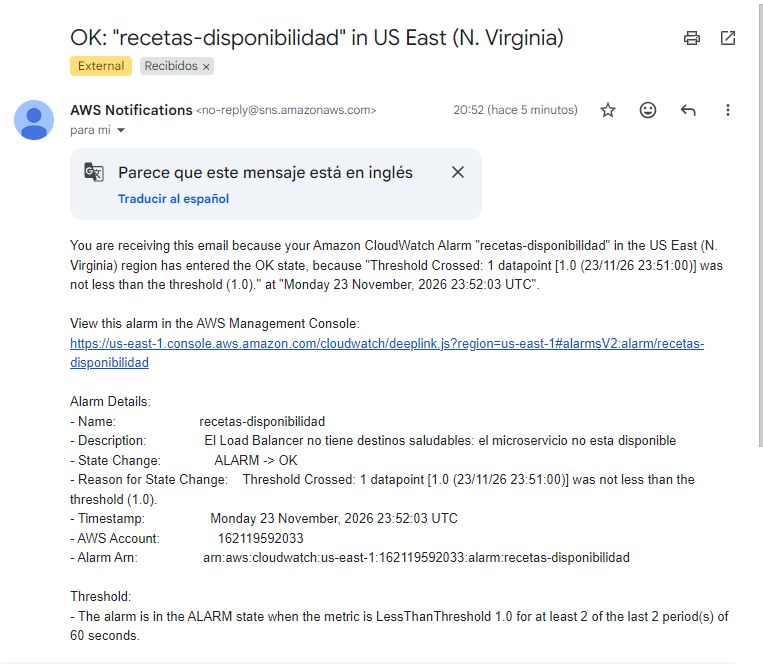 OK: "recetas-disponibilidad" in US East (N. Virginia)
External Recibidos ×
AWS Notifications <no-reply@sns.amazonaws.com> 20:52 (hace 5 minutos)
para mí
Parece que este mensaje está en inglés
Traducir al español
You are receiving this email because your Amazon CloudWatch Alarm "recetas-disponibilidad" in the US East (N.
Virginia) region has entered the OK state, because "Threshold Crossed: 1 datapoint [1.0 (23/11/26 23:51:00)] was
not less than the threshold (1.0)." at "Monday 23 November, 2026 23:52:03 UTC".
View this alarm in the AWS Management Console:
https://us-east-1.console.aws.amazon.com/cloudwatch/deeplink.js?region=us-east-1#alarmsV2:alarm/recetas-
disponibilidad
Alarm Details:
- Name: recetas-disponibilidad
- Description: El Load Balancer no tiene destinos saludables: el microservicio no esta disponible
- State Change: ALARM -> OK
- Reason for State Change: Threshold Crossed: 1 datapoint [1.0 (23/11/26 23:51:00)] was not less than the
threshold (1.0).
- Timestamp: Monday 23 November, 2026 23:52:03 UTC
- AWS Account: 162119592033
- Alarm Arn: arn:aws:cloudwatch:us-east-1:162119592033:alarm:recetas-disponibilidad
Threshold:
- The alarm is in the ALARM state when the metric is LessThanThreshold 1.0 for at least 2 of the last 2 period(s) of
60 seconds.